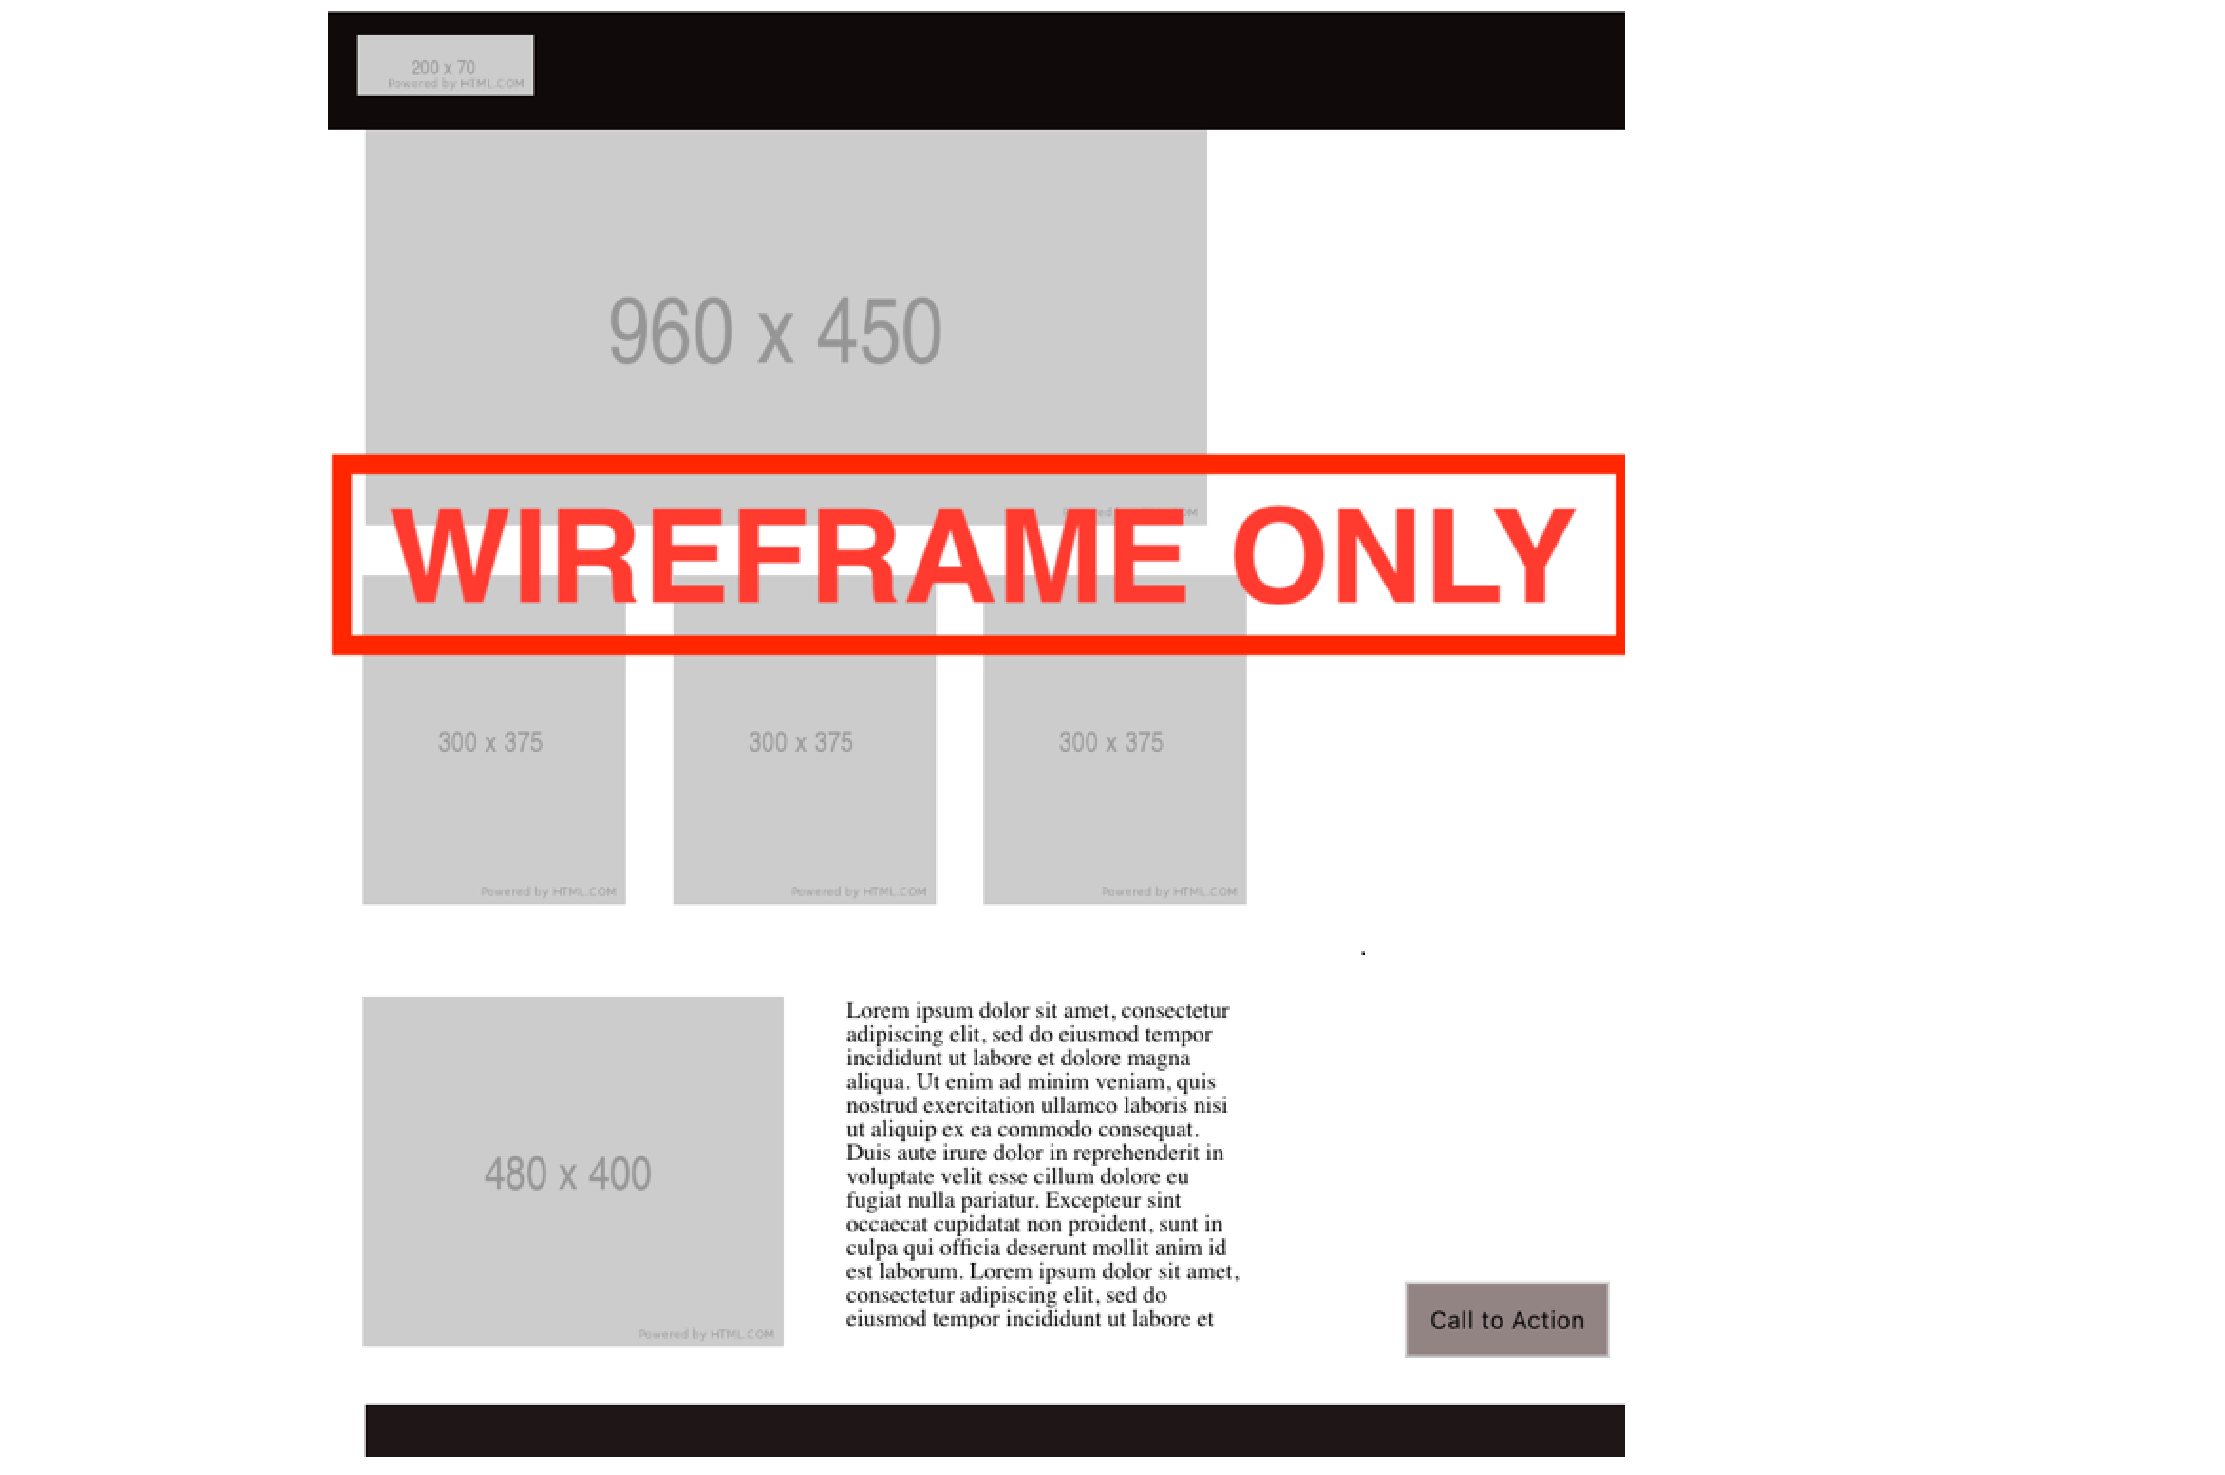 200 x 70
Powered by HTML.COM
960 x 450
WIREFRAME ONLY
300 x 375
300 x 375
300 x 375
Powered by HTML.COM
Powered by HTML.COM
Powered by HTML.COM
480 x 400
Powered by HTML.COM
Lorem ipsum dolor sit amet, consectetur
adipiscing elit, sed do eiusmod tempor
incididunt ut labore et dolore magna
aliqua. Ut enim ad minim veniam, quis
nostrud exercitation ullamco laboris nisi
ut aliquip ex ea commodo consequat.
Duis aute irure dolor in reprehenderit in
voluptate velit esse cillum dolore eu
fugiat nulla pariatur. Excepteur sint
occaecat cupidatat non proident, sunt in
culpa qui officia deserunt mollit anim id
est laborum. Lorem ipsum dolor sit amet,
consectetur adipiscing elit, sed do
eiusmod tempor incididunt ut labore et
Call to Action